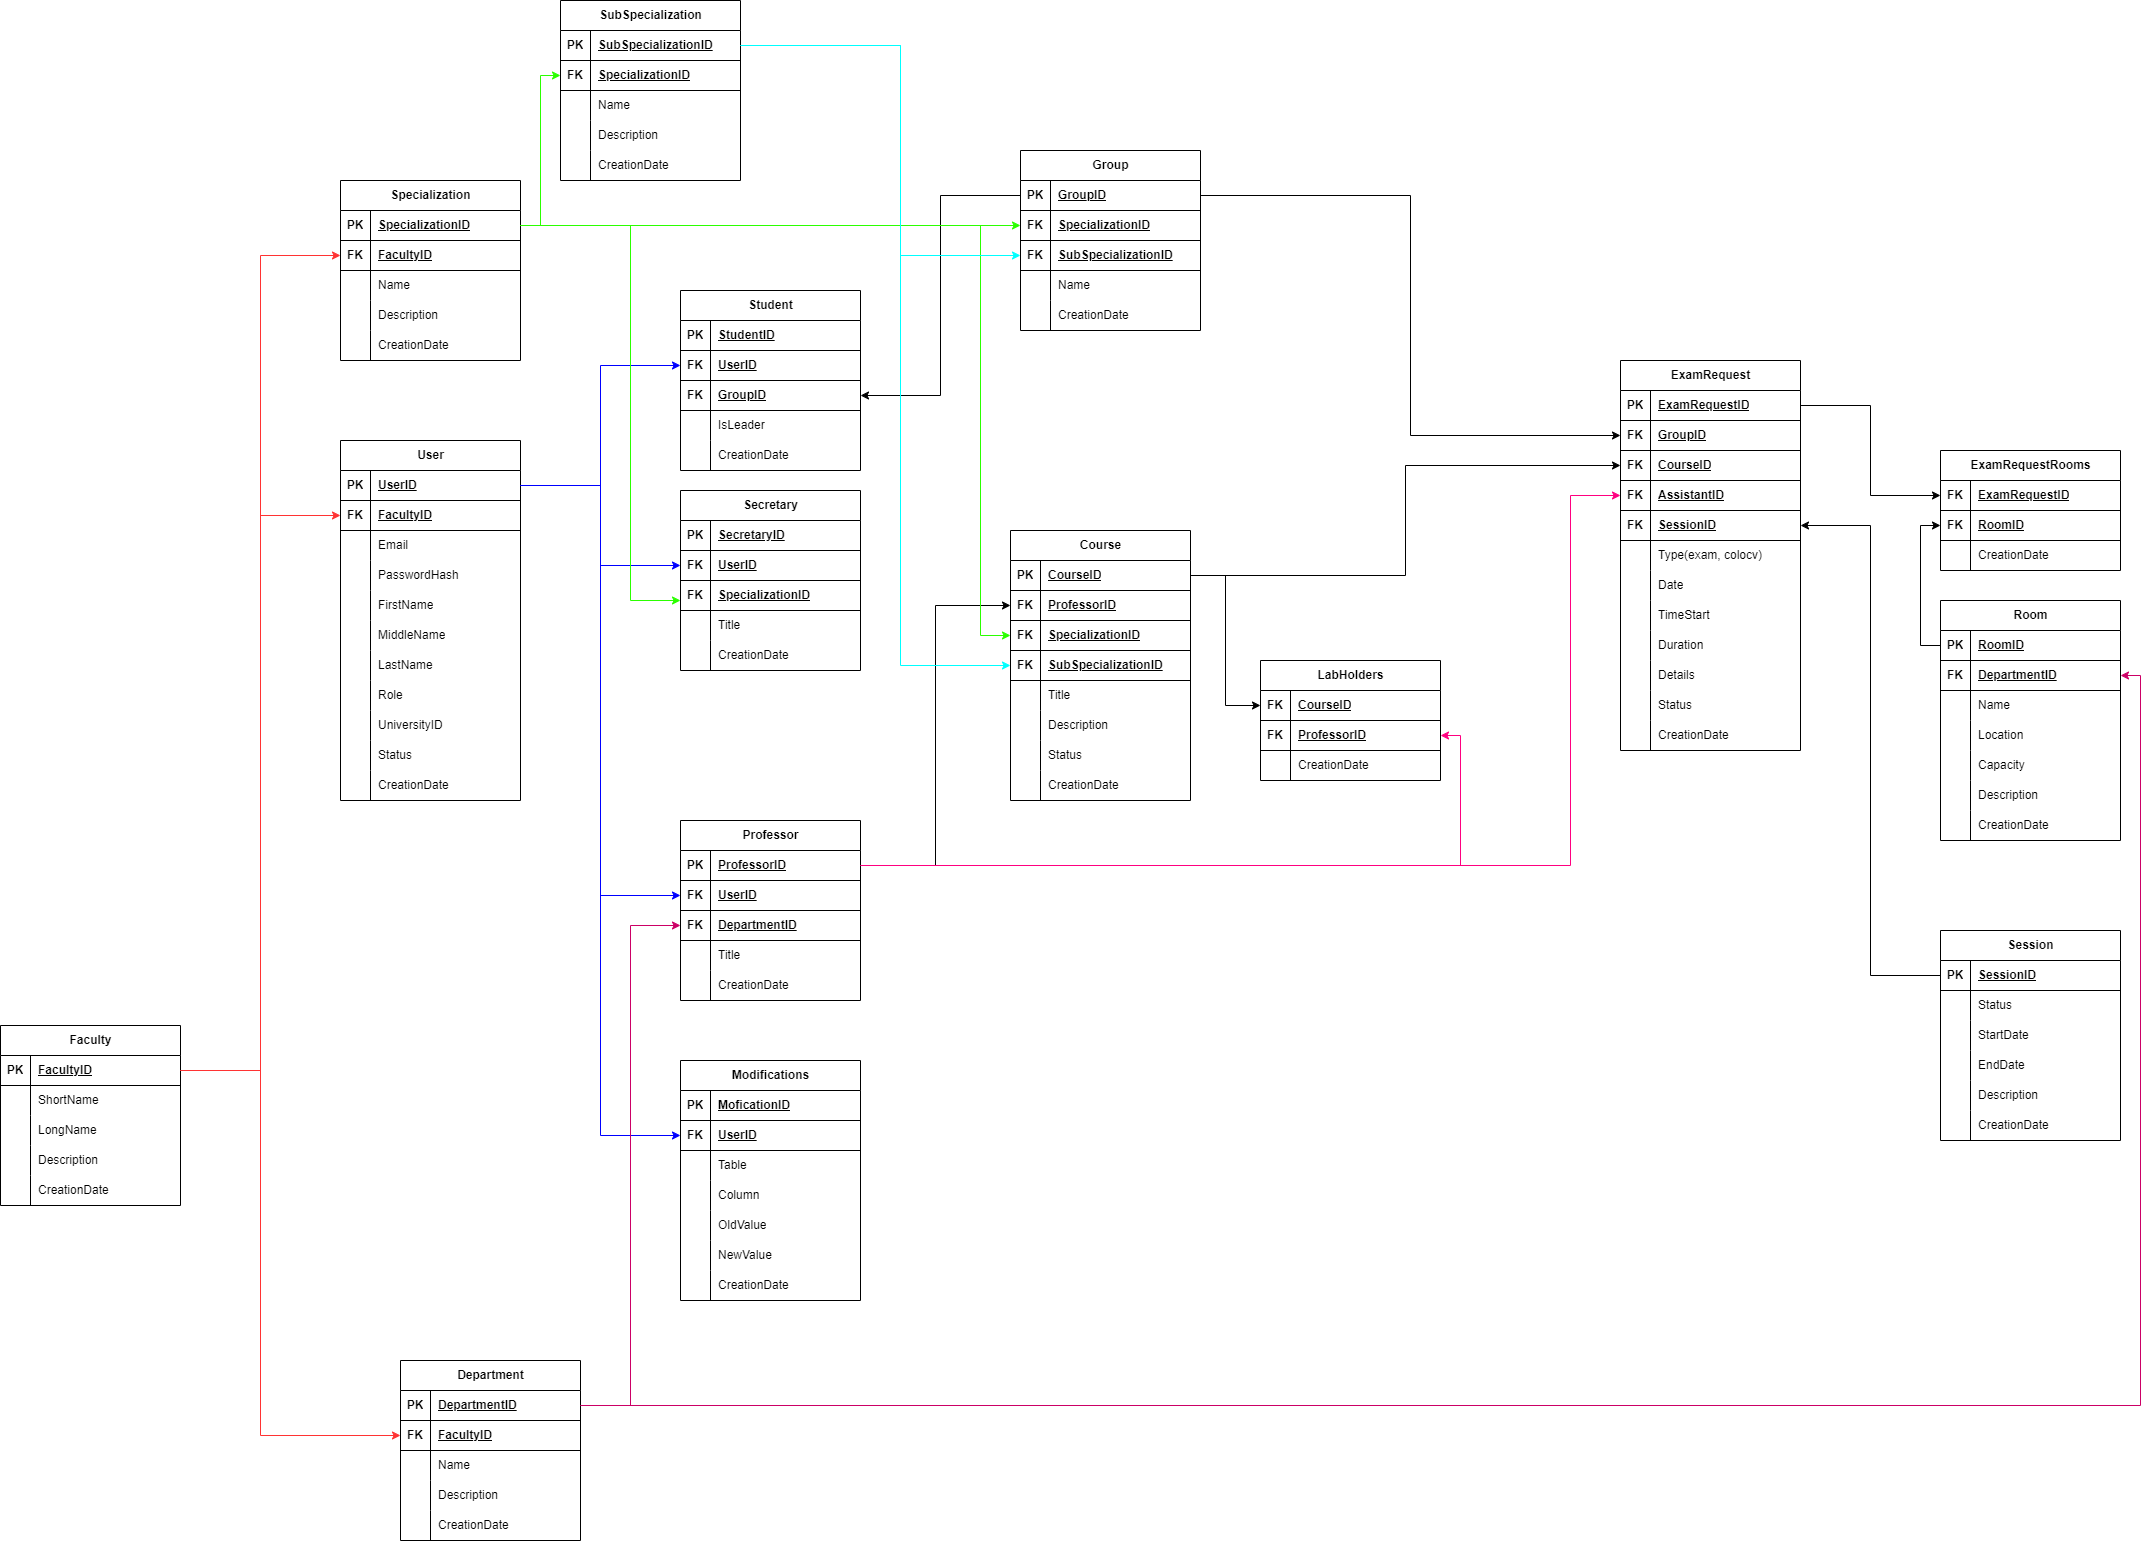 SubSpecialization
PK SubSpecializationID
FK SpecializationID
Name
Description
CreationDate
Specialization
PK SpecializationID
FK FacultyID
Name
Description
CreationDate
Group
PK GroupID
FK SpecializationID
FK SubSpecializationID
Name
CreationDate
Student
PK StudentID
FK UserID
FK GroupID
IsLeader
CreationDate
User
PK UserID
FK FacultyID
Email
PasswordHash
FirstName
MiddleName
LastName
Role
UniversityID
Status
CreationDate
Secretary
PK SecretaryID
FK UserID
FK SpecializationID
Title
CreationDate
Course
PK CourseID
FK ProfessorID
FK SpecializationID
FK SubSpecializationID
Title
Description
Status
CreationDate
LabHolders
FK CourseID
FK ProfessorID
CreationDate
ExamRequest
PK ExamRequestID
FK GroupID
FK CourseID
FK AssistantID
FK SessionID
Type(exam, colocv)
Date
TimeStart
Duration
Details
Status
CreationDate
ExamRequestRooms
FK ExamRequestID
FK RoomID
CreationDate
Room
PK RoomID
FK DepartmentID
Name
Location
Capacity
Description
CreationDate
Professor
PK ProfessorID
FK UserID
FK DepartmentID
Title
CreationDate
Session
PK SessionID
Status
StartDate
EndDate
Description
CreationDate
Faculty
PK FacultyID
ShortName
LongName
Description
CreationDate
Modifications
PK MoficationID
FK UserID
Table
Column
OldValue
NewValue
CreationDate
Department
PK DepartmentID
FK FacultyID
Name
Description
CreationDate